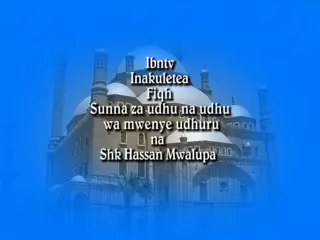 Ibntv
Inakuletea
Fiqh
Sunna za udhu na udhu
wa mwenye udhuru
na
Shk Hassan Mwalupa